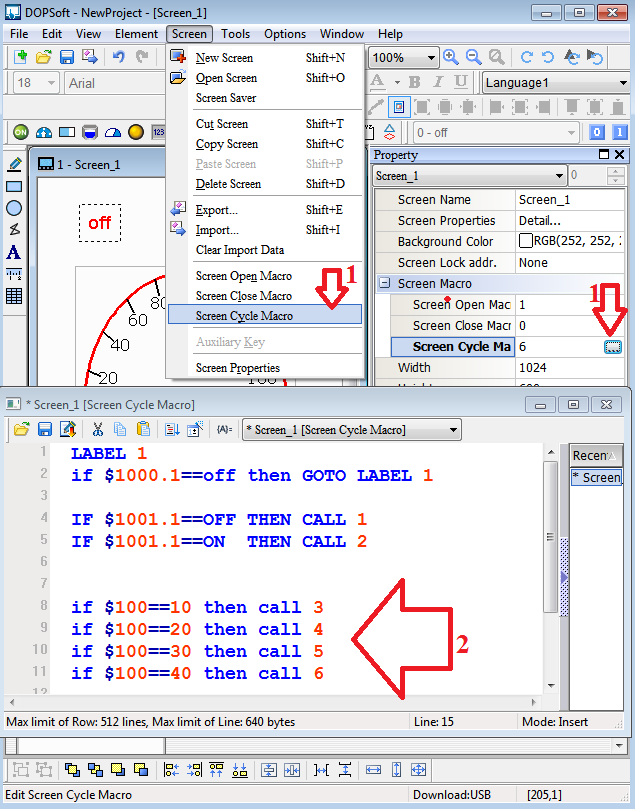 DOPSoft - NewProject - [Screen_1]
File Edit View Element Screen Tools Options Window Help
100%
18 Arial
A B I U Language1
ON 123 0 - off 0 1
New Screen Shift+N
Open Screen Shift+O
Screen Saver
Cut Screen Shift+T
Copy Screen Shift+C
Paste Screen Shift+P
Delete Screen Shift+D
Export... Shift+E
Import... Shift+I
Clear Import Data
Screen Open Macro
Screen Close Macro
Screen Cycle Macro
Auxiliary Key
Screen Properties
1
1 - Screen_1
off
80
60
40
20
A
Property
Screen_1 0
Screen Name Screen_1
Screen Properties Detail...
Background Color RGB(252, 252, 2
Screen Lock addr. None
Screen Macro
Screen Open Mac 1
Screen Close Macr 0
Screen Cycle Ma 6 ...
Width 1024
1
* Screen_1 [Screen Cycle Macro]
{A}= * Screen_1 [Screen Cycle Macro]
1 LABEL 1
2 if $1000.1==off then GOTO LABEL 1
3
4 IF $1001.1==OFF THEN CALL 1
5 IF $1001.1==ON THEN CALL 2
6
7
8 if $100==10 then call 3
9 if $100==20 then call 4
10 if $100==30 then call 5
11 if $100==40 then call 6
12
2
Recen
* Screen
Max limit of Row: 512 lines, Max limit of Line: 640 bytes Line: 15 Mode: Insert
Edit Screen Cycle Macro Download:USB [205,1]